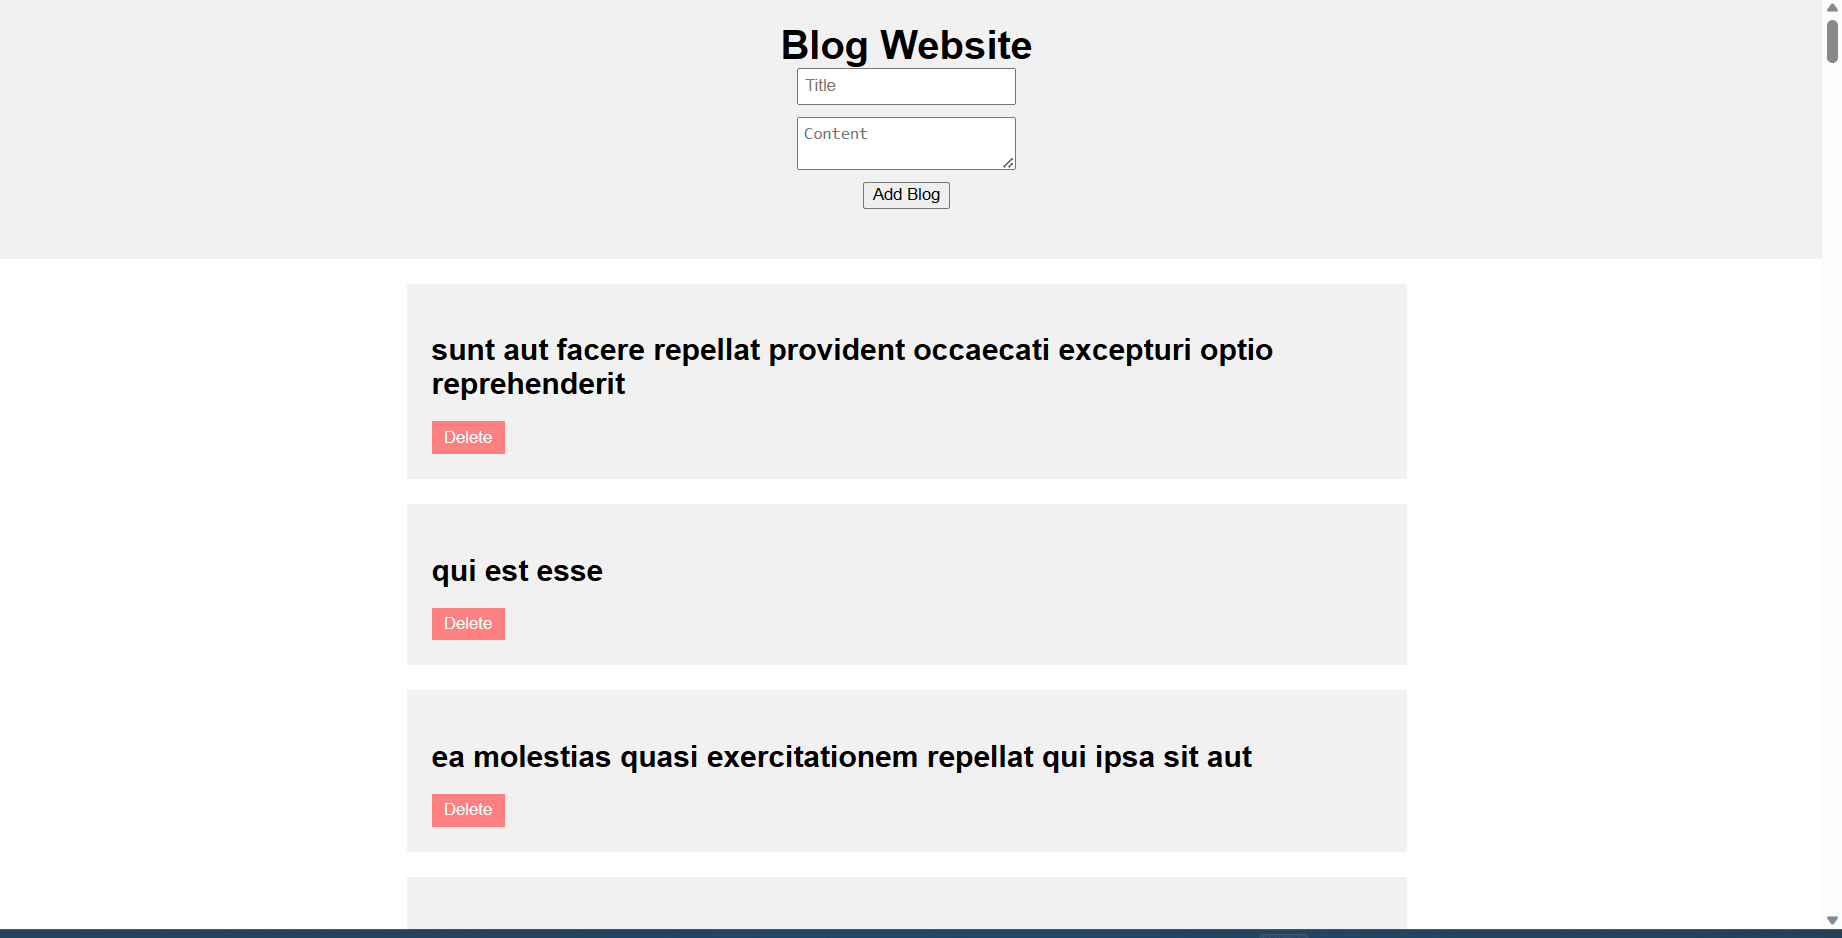 Blog Website
Title
Content
Add Blog
sunt aut facere repellat provident occaecati excepturi optio
reprehenderit
Delete
qui est esse
Delete
ea molestias quasi exercitationem repellat qui ipsa sit aut
Delete